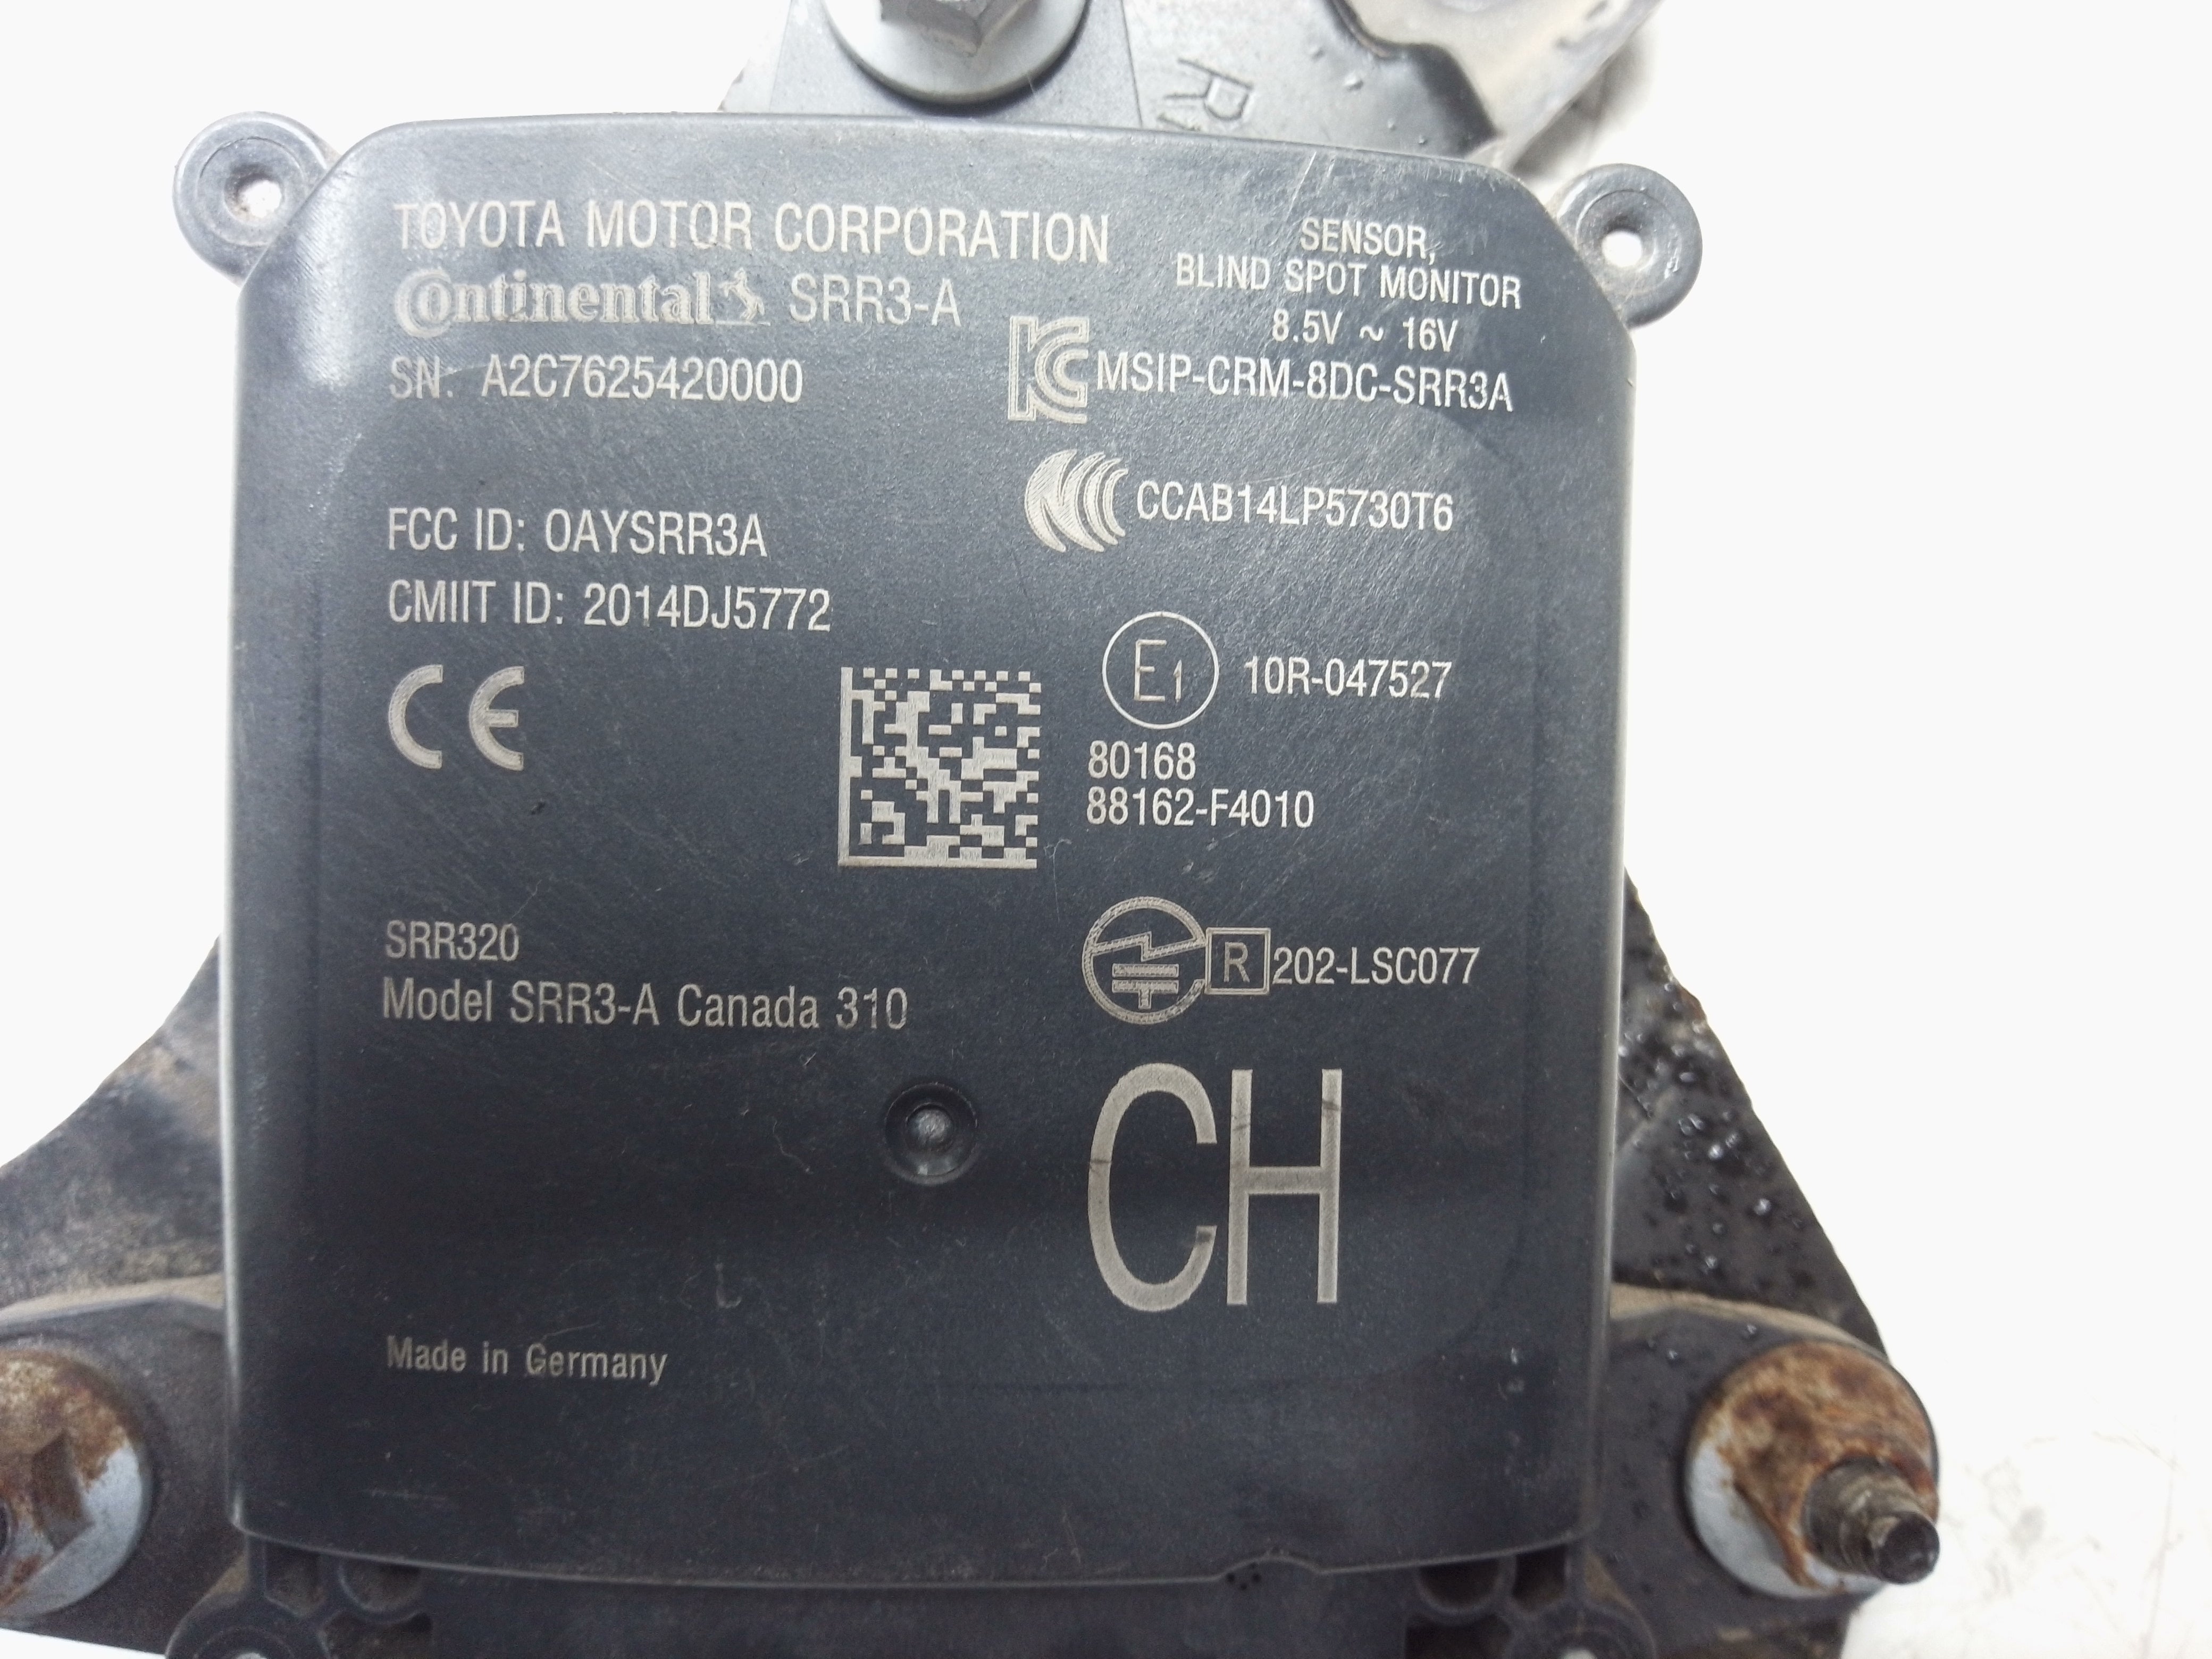 TOYOTA MOTOR CORPORATION
Continental SRR3-A
SN. A2C7625420000
SENSOR,
BLIND SPOT MONITOR
8.5V ~ 16V
MSIP-CRM-8DC-SRR3A
CCAB14LP5730T6
FCC ID: OAYSRR3A
CMIIT ID: 2014DJ5772
CE
E1 10R-047527
80168
88162-F4010
SRR320
Model SRR3-A Canada 310
R 202-LSC077
CH
Made in Germany